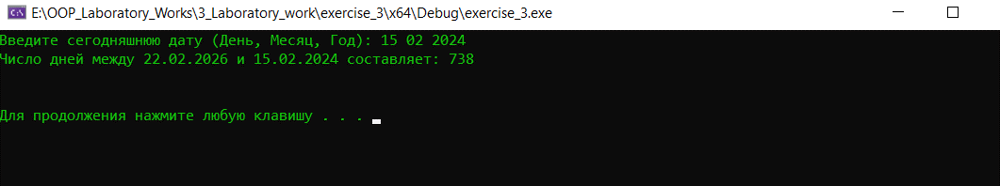 E:\OOP_Laboratory_Works\3_Laboratory_work\exercise_3\x64\Debug\exercise_3.exe
Введите сегодняшнюю дату (День, Месяц, Год): 15 02 2024
Число дней между 22.02.2026 и 15.02.2024 составляет: 738
Для продолжения нажмите любую клавишу . . .